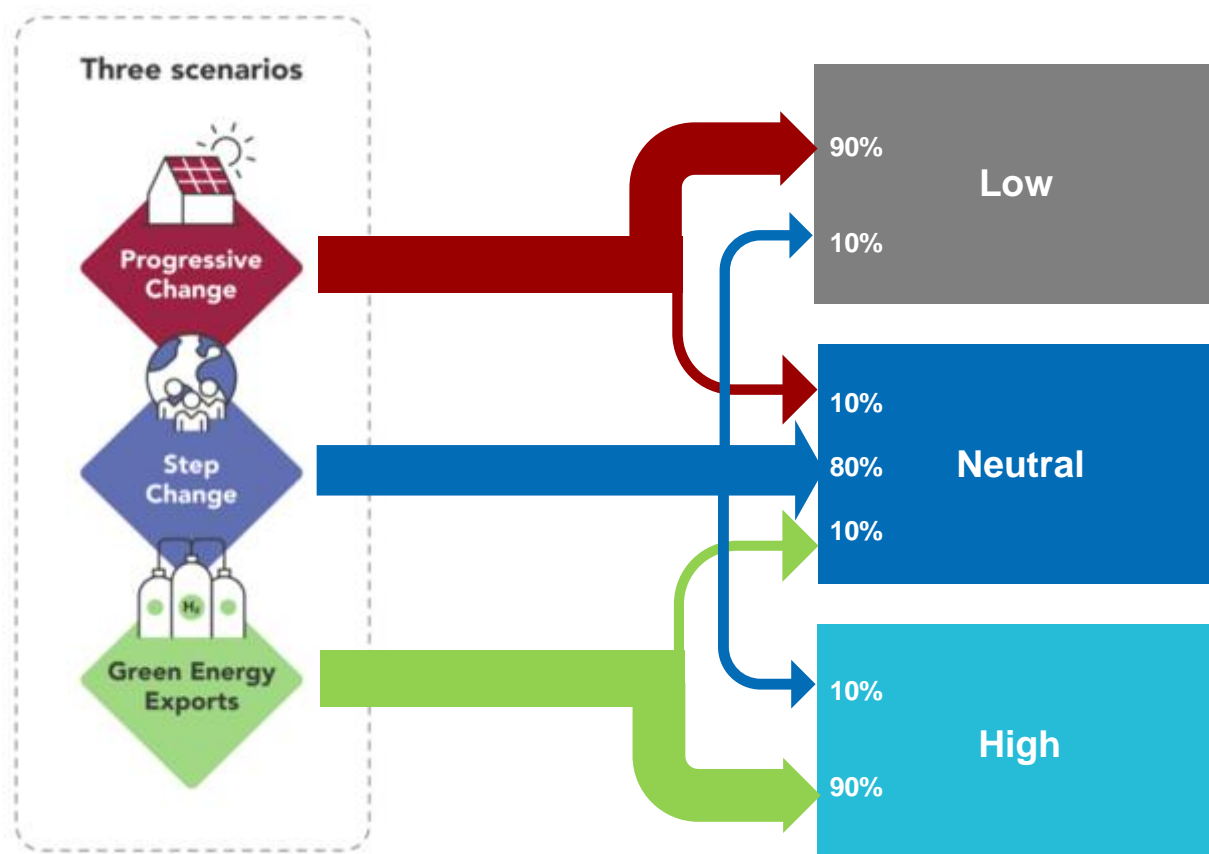 Three scenarios
Progressive
Change
Step
Change
H₂
Green Energy
Exports
90%
Low
10%
10%
80%
Neutral
10%
10%
High
90%